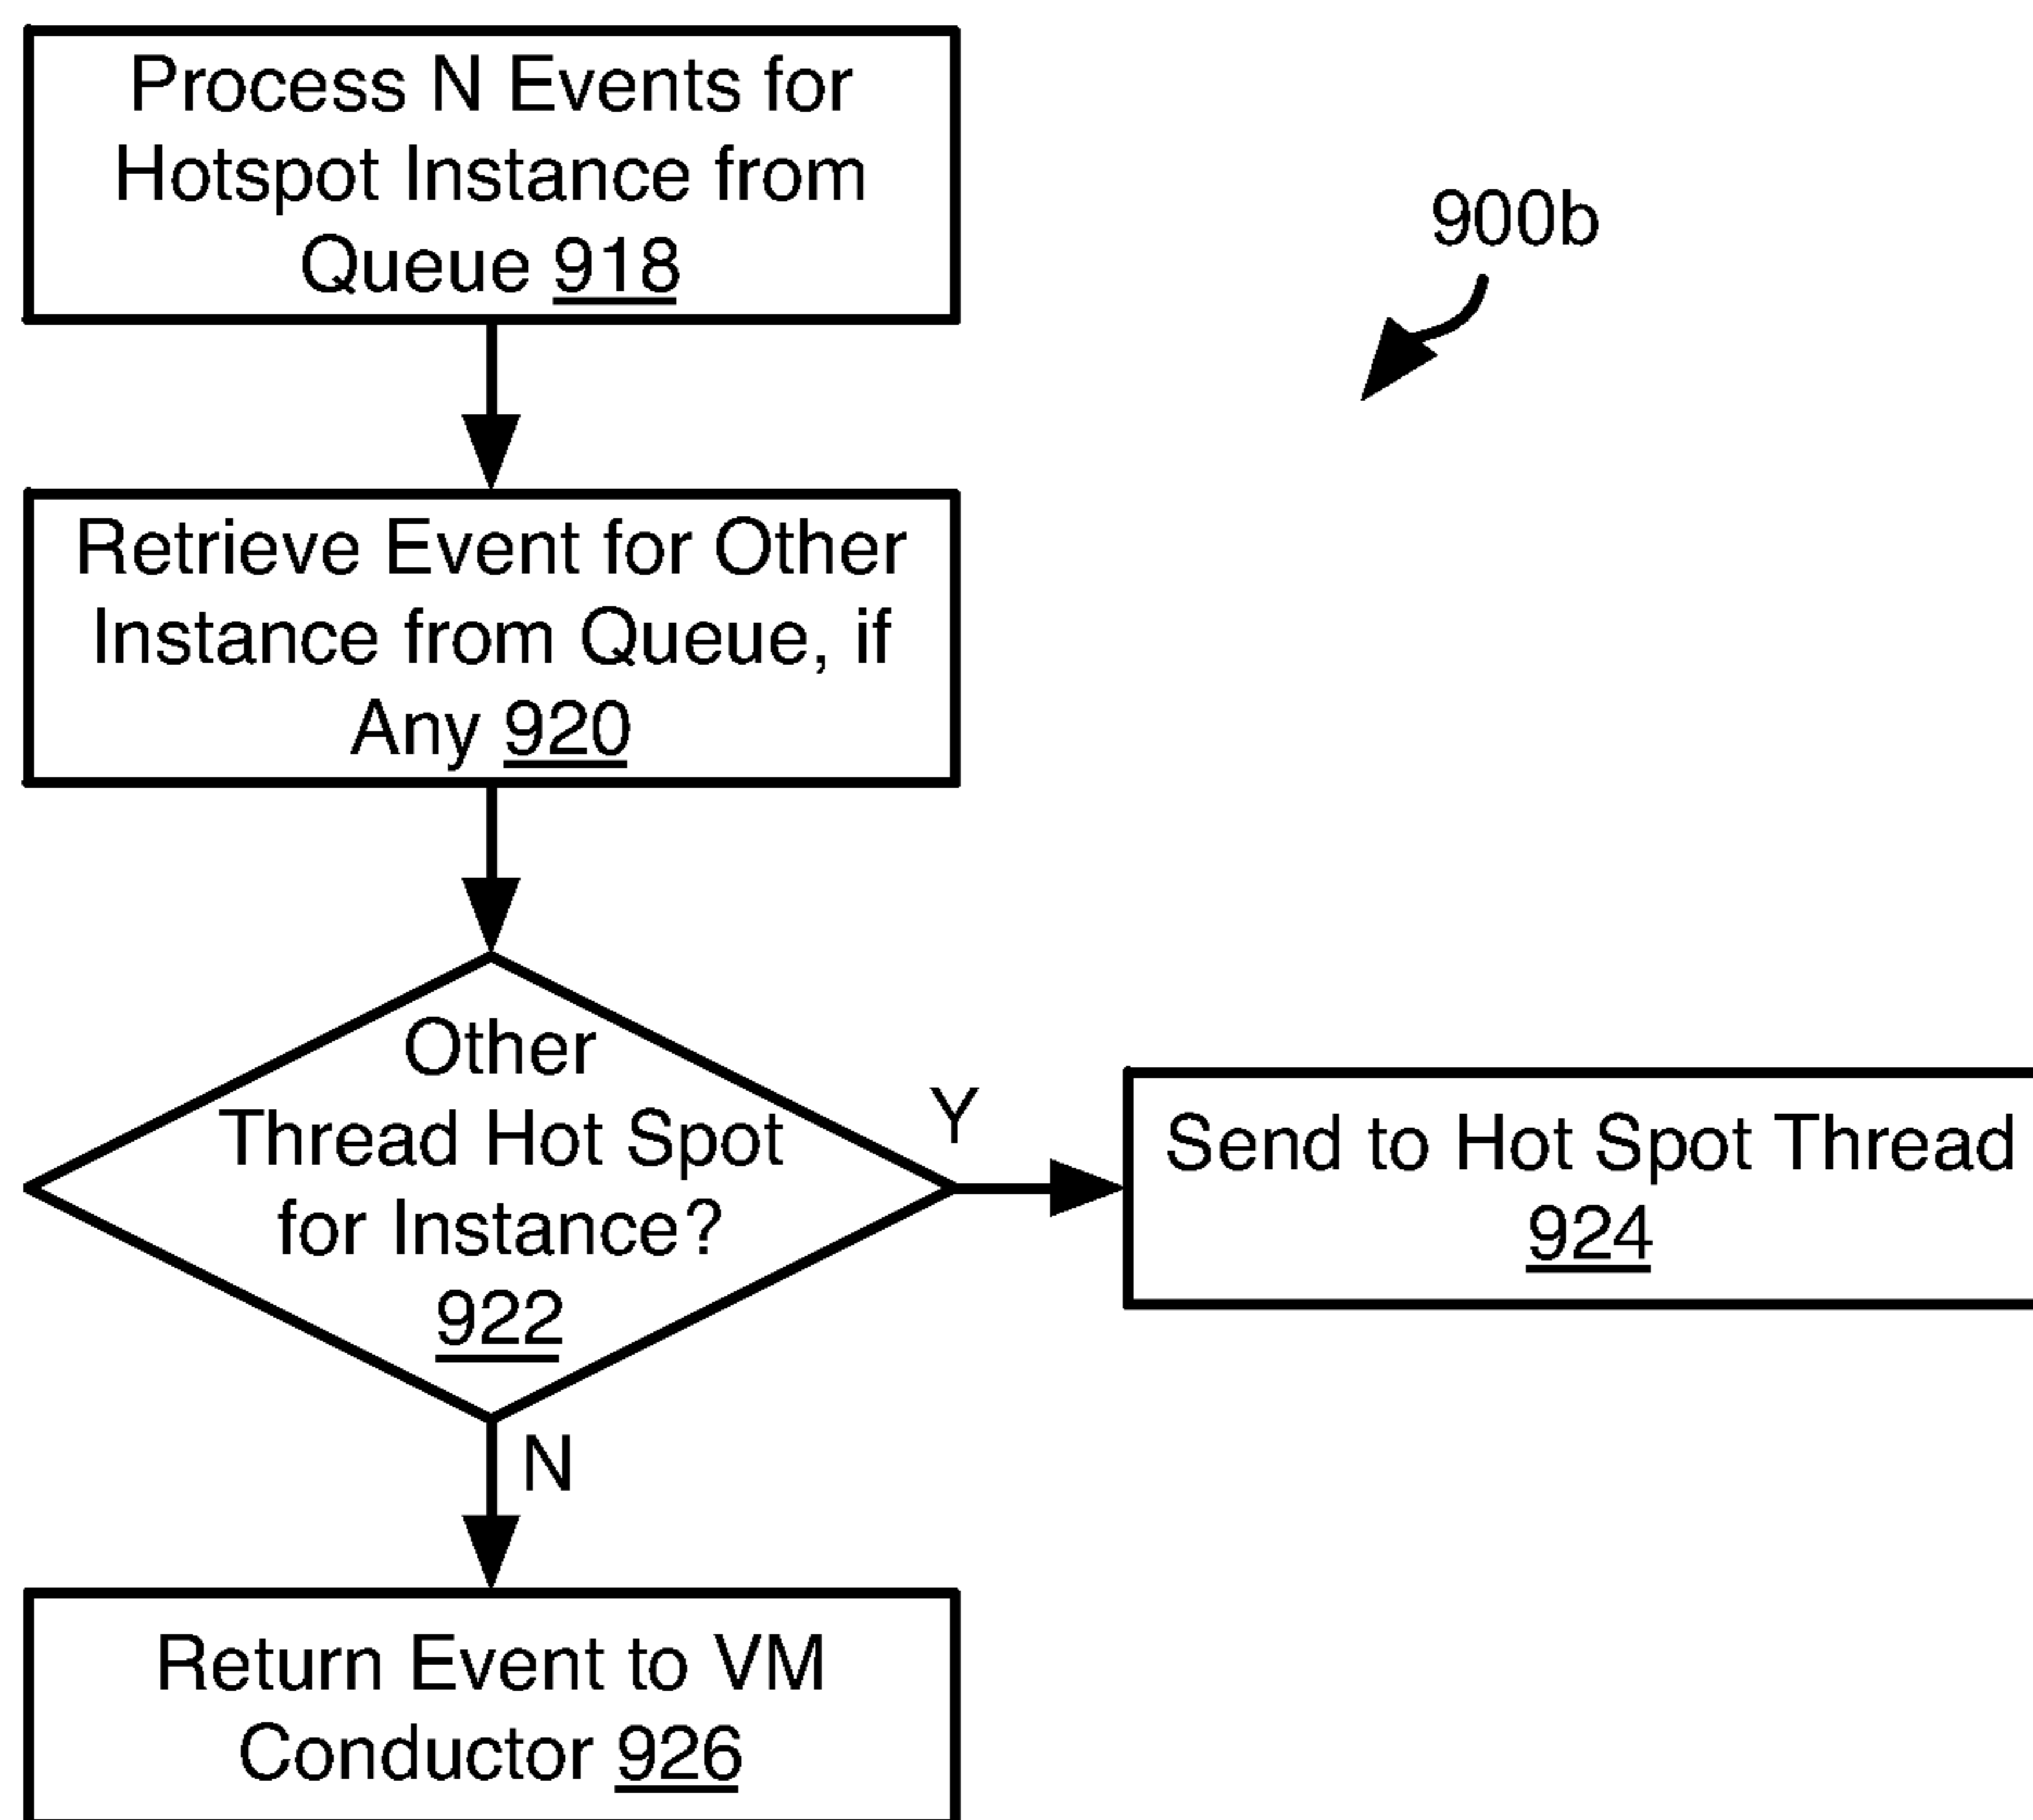 Process N Events for
Hotspot Instance from
Queue 918
900b
Retrieve Event for Other
Instance from Queue, if
Any 920
Other
Thread Hot Spot
for Instance?
922
Y
Send to Hot Spot Thread
924
N
Return Event to VM
Conductor 926